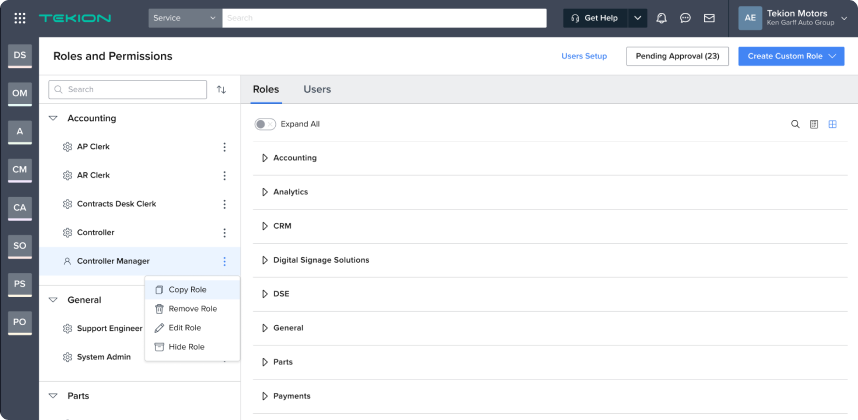 TEKION
Service
Search
Get Help
AE
Tekion Motors
Ken Garff Auto Group
DS
OM
A
CM
CA
SO
PS
PO
Roles and Permissions
Users Setup
Pending Approval (23)
Create Custom Role
Search
Accounting
AP Clerk
AR Clerk
Contracts Desk Clerk
Controller
Controller Manager
Copy Role
Remove Role
Edit Role
Hide Role
General
Support Engineer
System Admin
Parts
Roles
Users
Expand All
Accounting
Analytics
CRM
Digital Signage Solutions
DSE
General
Parts
Payments